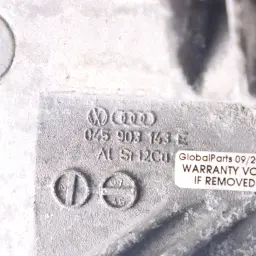 045 903 143 E
Al Si12Cu
GlobalParts 09/2
WARRANTY VO
IF REMOVED